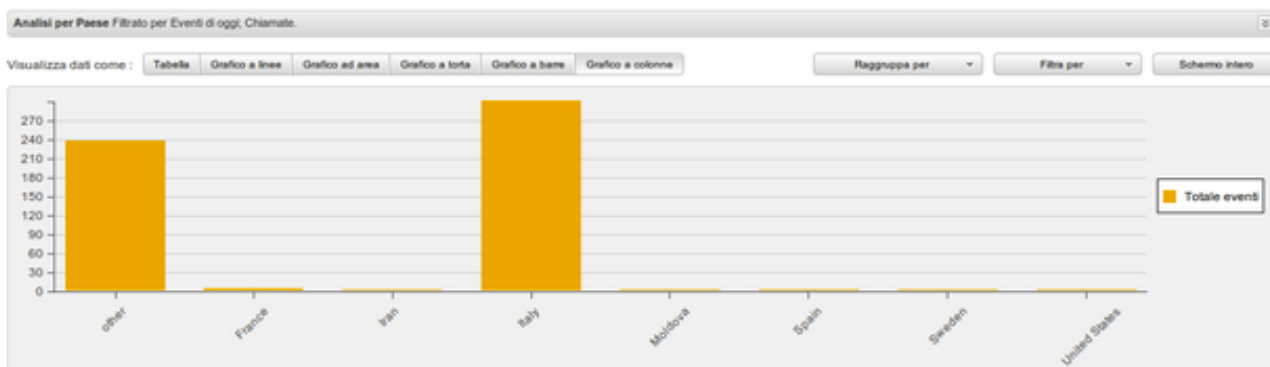 Analisi per Paese Filtrato per Eventi di oggi; Chiamate.
Visualizza dati come : Tabella Grafico a linee Grafico ad area Grafico a torta Grafico a barre Grafico a colonne Raggruppa per Filtra per Schermo intero
270
240
210
180
150
120
90
60
30
0
Totale eventi
other France Iran Italy Moldova Spain Sweden United States